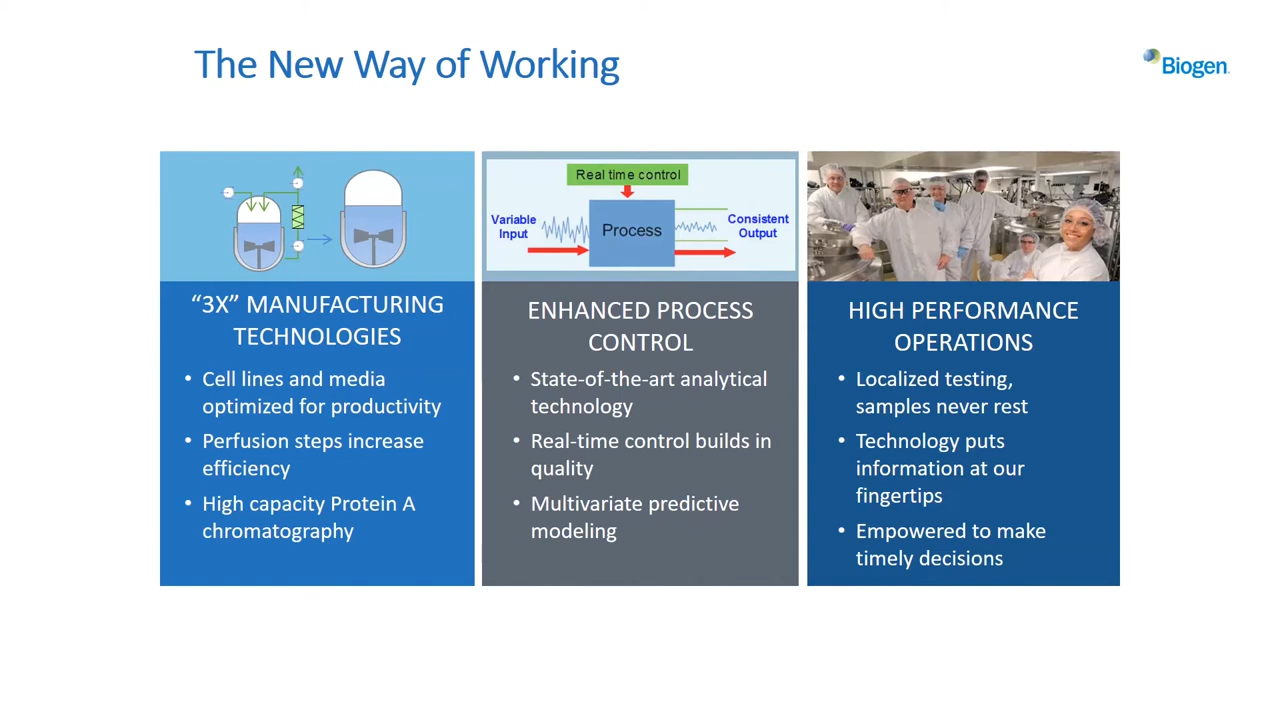 The New Way of Working
Biogen
Real time control
Variable
Input
Process
Consistent
Output
“3X” MANUFACTURING
TECHNOLOGIES
• Cell lines and media
optimized for productivity
• Perfusion steps increase
efficiency
• High capacity Protein A
chromatography
ENHANCED PROCESS
CONTROL
• State-of-the-art analytical
technology
• Real-time control builds in
quality
• Multivariate predictive
modeling
HIGH PERFORMANCE
OPERATIONS
• Localized testing,
samples never rest
• Technology puts
information at our
fingertips
• Empowered to make
timely decisions